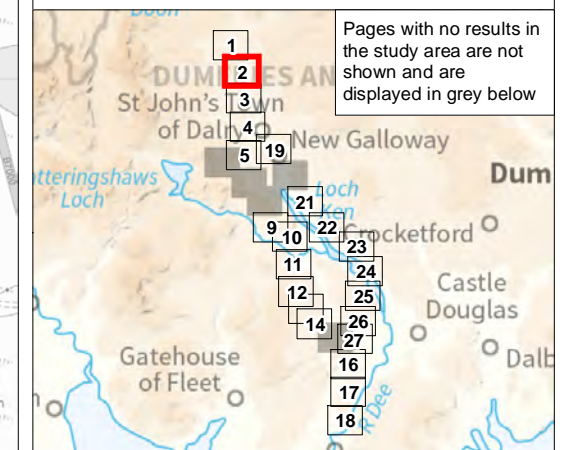 Doon
Pages with no results in
the study area are not
shown and are
displayed in grey below
1
2
DUMFRIES AN
3
St John's Town
of Dalry
4
5
19
New Galloway
B7000
atteringshaws
Loch
Dum
Loch
Ken
21
9
10
22
Crocketford
23
11
24
12
25
Castle
Douglas
14
26
27
Gatehouse
of Fleet
16
Dalb
17
18
R Dee
n